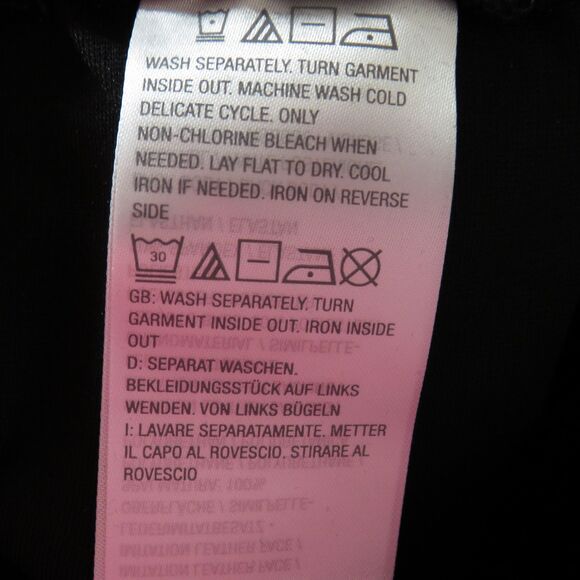 WASH SEPARATELY. TURN GARMENT
INSIDE OUT. MACHINE WASH COLD
DELICATE CYCLE. ONLY
NON-CHLORINE BLEACH WHEN
NEEDED. LAY FLAT TO DRY. COOL
IRON IF NEEDED. IRON ON REVERSE
SIDE
30
GB: WASH SEPARATELY. TURN
GARMENT INSIDE OUT. IRON INSIDE
OUT
D: SEPARAT WASCHEN.
BEKLEIDUNGSSTÜCK AUF LINKS
WENDEN. VON LINKS BÜGELN
I: LAVARE SEPARATAMENTE. METTER
IL CAPO AL ROVESCIO. STIRARE AL
ROVESCIO